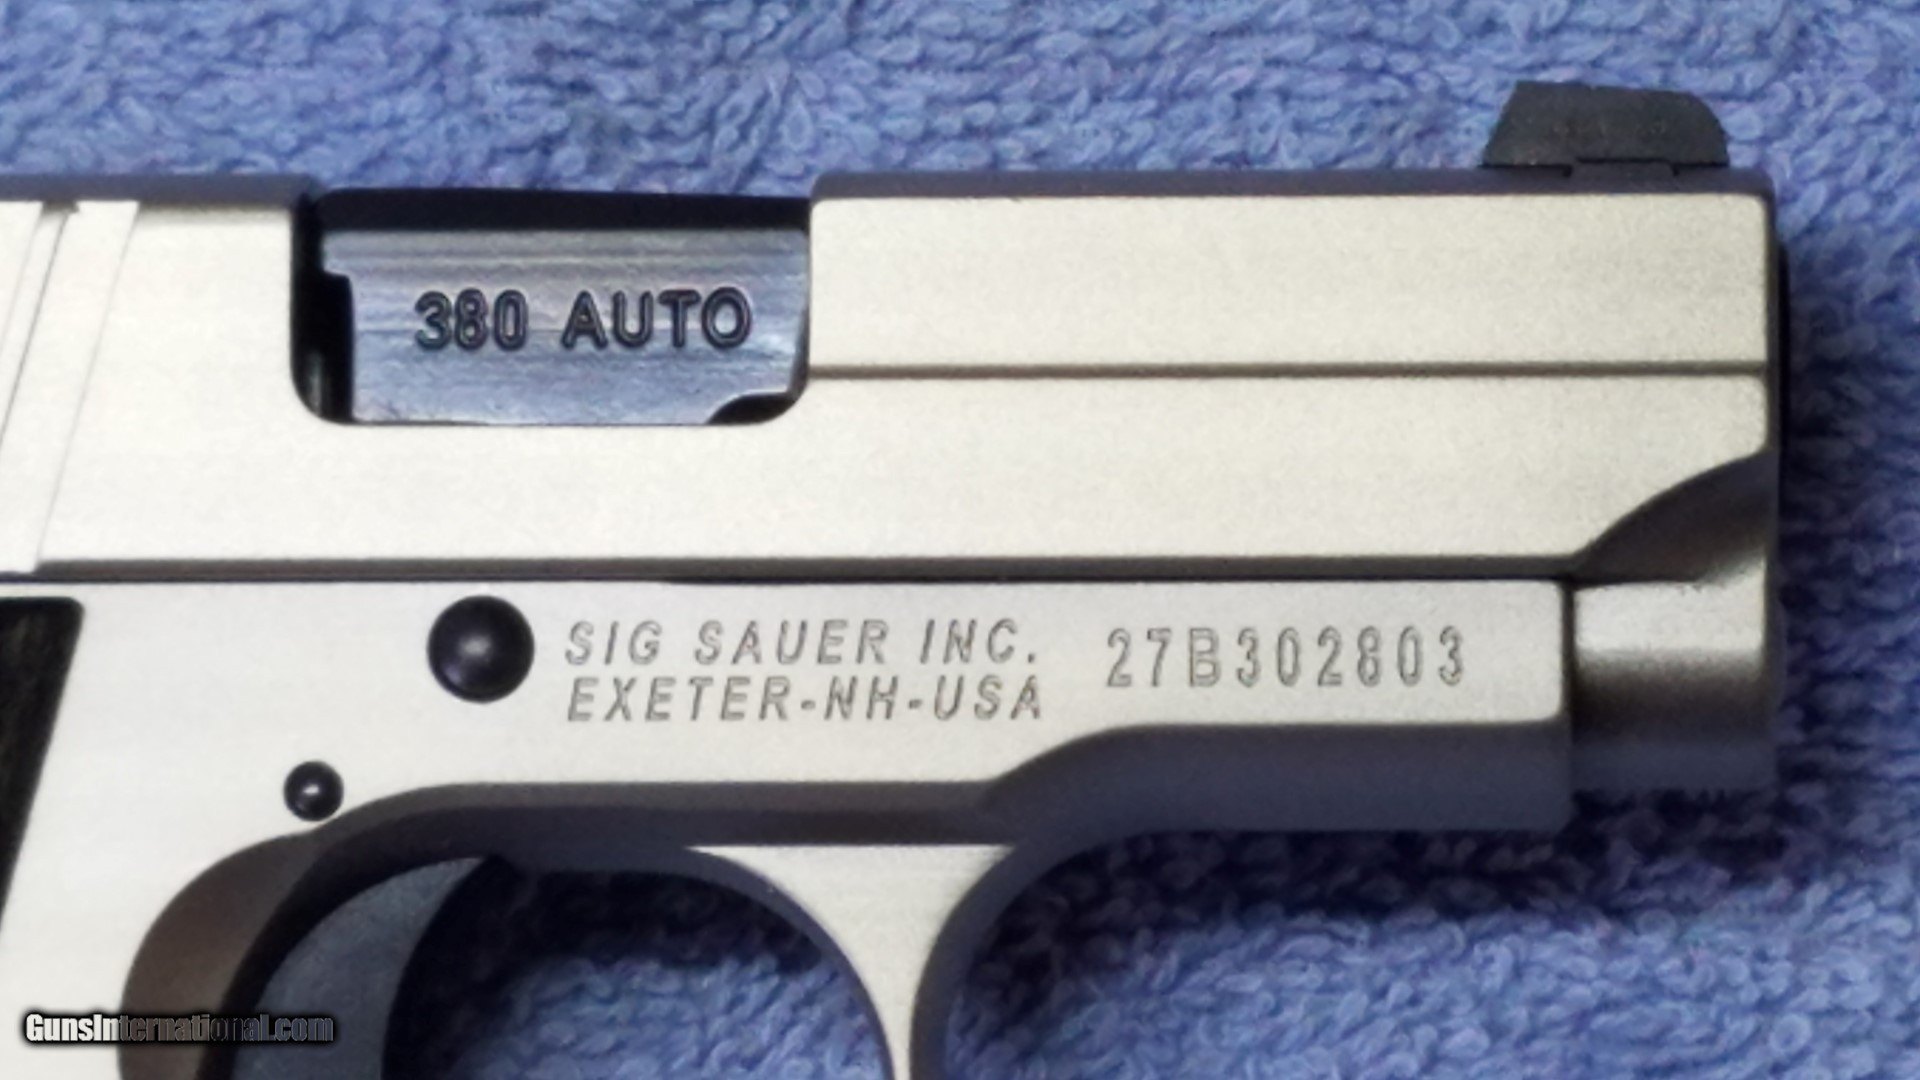 380 AUTO
SIG SAUER INC.
EXETER-NH-USA
27B302803
GunsInternational.com